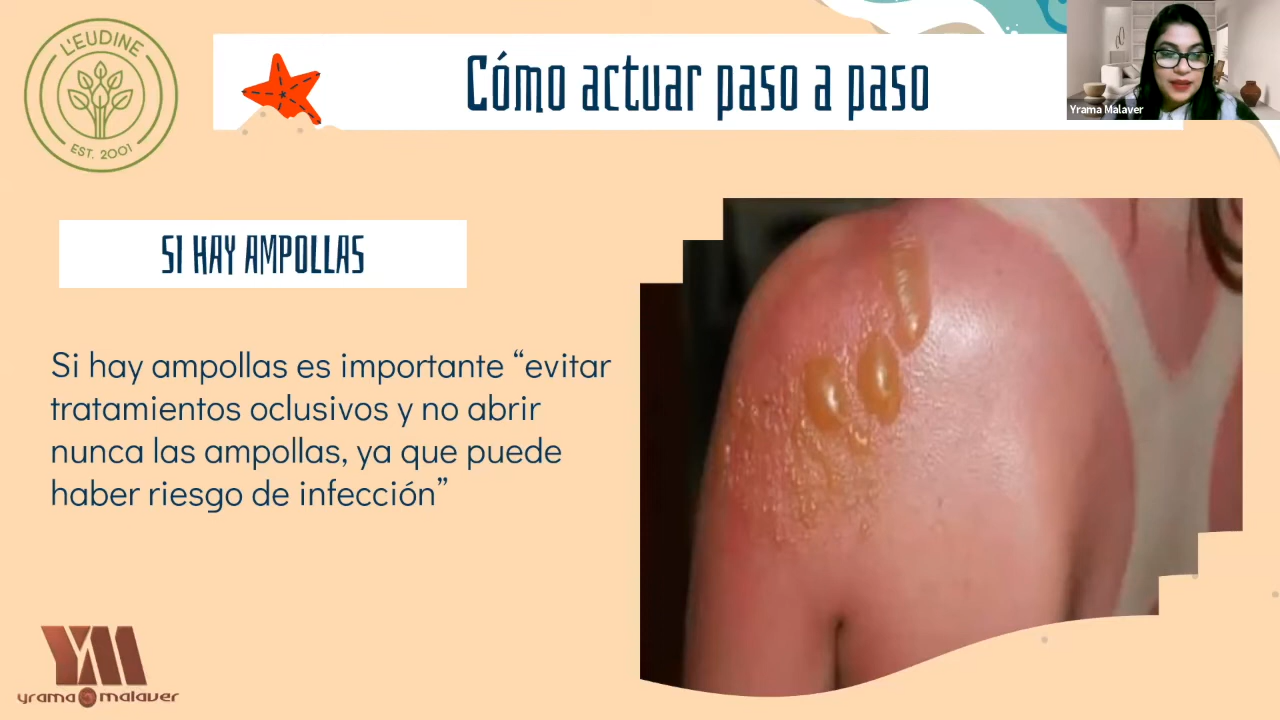 L'EUDINE
EST. 2001
Cómo actuar paso a paso
Yrama Malaver
SI HAY AMPOLLAS
Si hay ampollas es importante “evitar
tratamientos oclusivos y no abrir
nunca las ampollas, ya que puede
haber riesgo de infección”
YM
yrama malaver